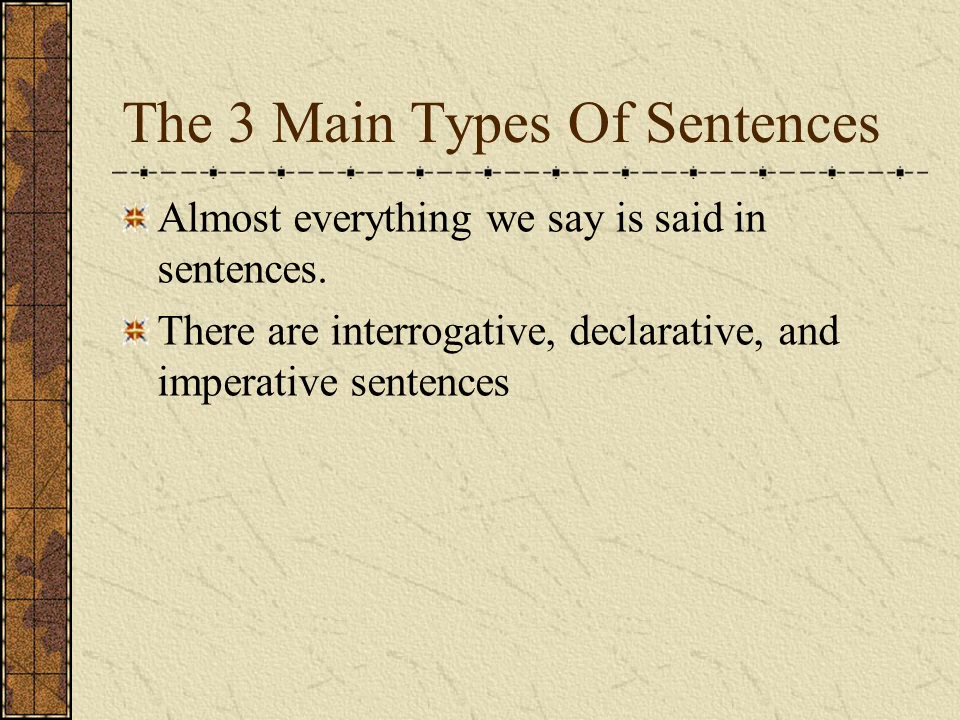 The 3 Main Types Of Sentences
Almost everything we say is said in
sentences.
There are interrogative, declarative, and
imperative sentences